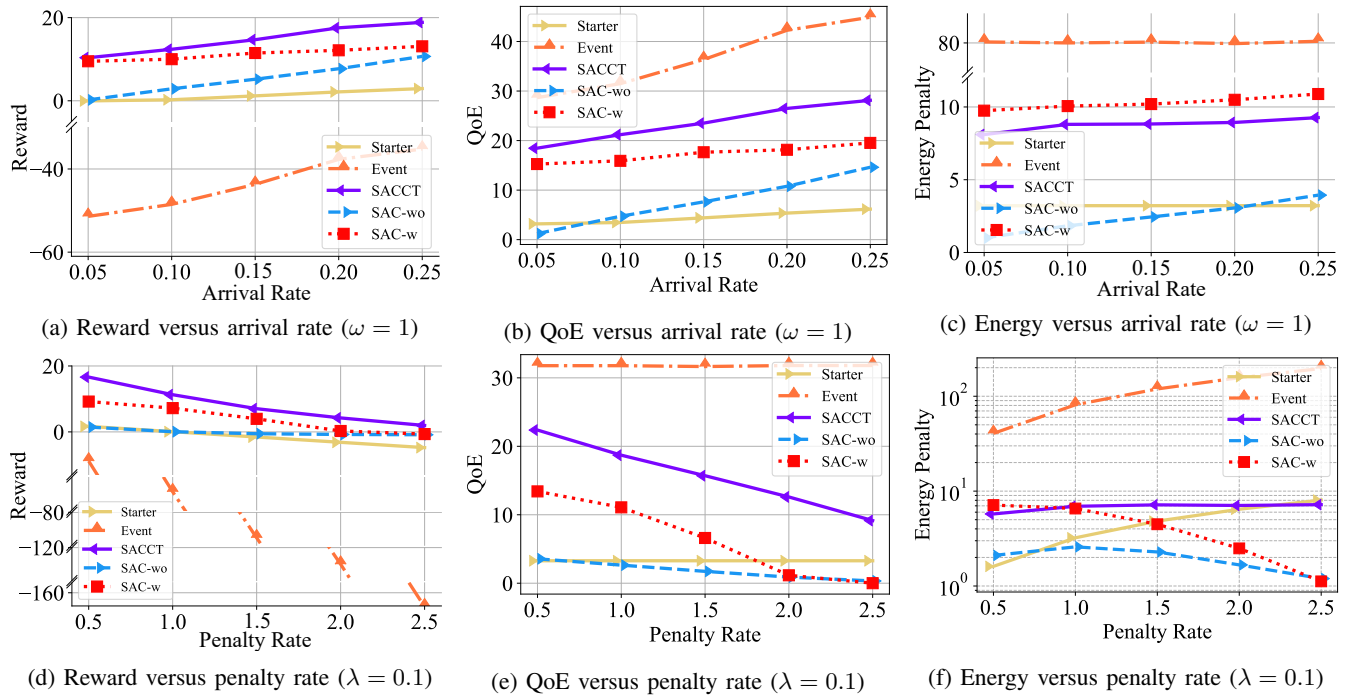 20
0
−40
−60
Reward
0.05 0.10 0.15 0.20 0.25
Arrival Rate
Starter
Event
SACCT
SAC-wo
SAC-w
(a) Reward versus arrival rate (ω = 1)
40
30
20
10
0
QoE
0.05 0.10 0.15 0.20 0.25
Arrival Rate
Starter
Event
SACCT
SAC-wo
SAC-w
(b) QoE versus arrival rate (ω = 1)
80
10
5
0
Energy Penalty
0.05 0.10 0.15 0.20 0.25
Arrival Rate
Starter
Event
SACCT
SAC-wo
SAC-w
(c) Energy versus arrival rate (ω = 1)
20
0
−80
−120
−160
Reward
0.5 1.0 1.5 2.0 2.5
Penalty Rate
Starter
Event
SACCT
SAC-wo
SAC-w
(d) Reward versus penalty rate (λ = 0.1)
30
20
10
0
QoE
0.5 1.0 1.5 2.0 2.5
Penalty Rate
Starter
Event
SACCT
SAC-wo
SAC-w
(e) QoE versus penalty rate (λ = 0.1)
10²
10¹
10⁰
Energy Penalty
0.5 1.0 1.5 2.0 2.5
Penalty Rate
Starter
Event
SACCT
SAC-wo
SAC-w
(f) Energy versus penalty rate (λ = 0.1)